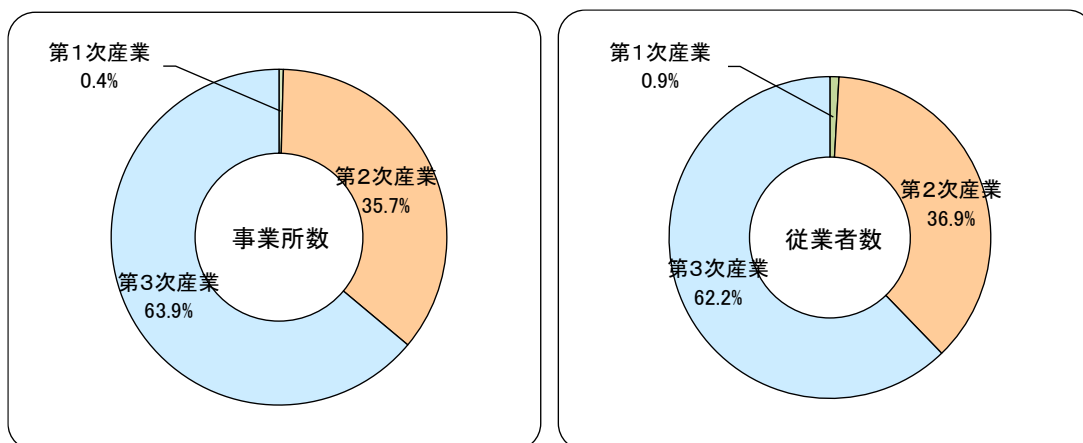 第１次産業
0.4%
第２次産業
35.7%
事業所数
第３次産業
63.9%
第１次産業
0.9%
第２次産業
36.9%
従業者数
第３次産業
62.2%